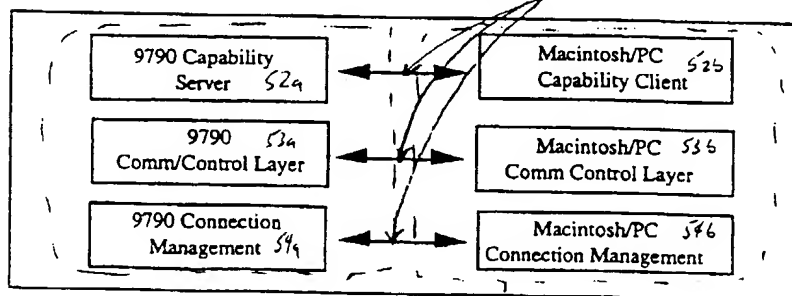 9790 Capability
Server 52a
Macintosh/PC 52b
Capability Client
9790 53a
Comm/Control Layer
Macintosh/PC 53b
Comm Control Layer
9790 Connection
Management 54a
Macintosh/PC 54b
Connection Management